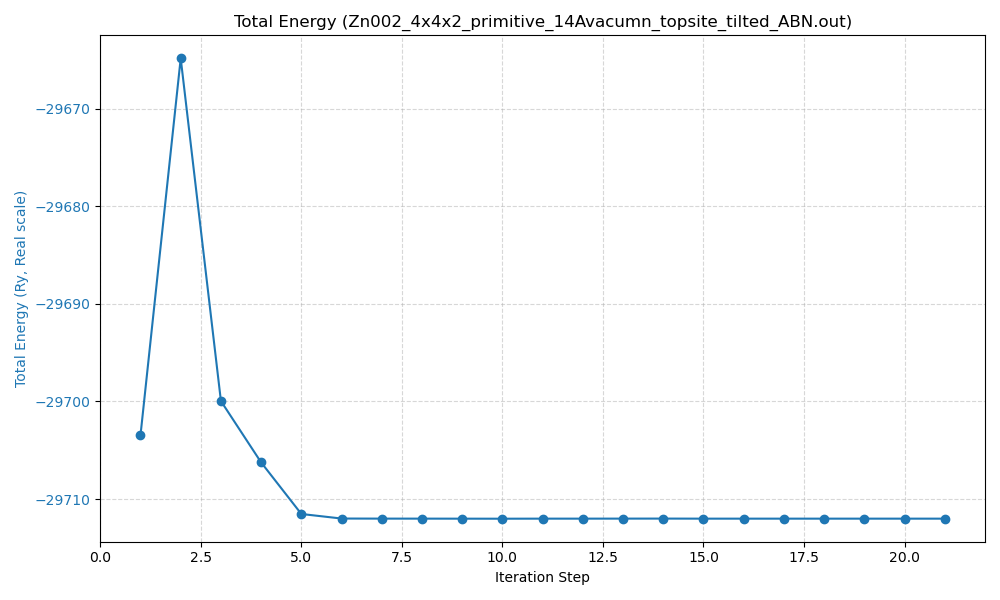 Total Energy (Zn002_4x4x2_primitive_14Avacumn_topsite_tilted_ABN.out)
Total Energy (Ry, Real scale)
−29670
−29680
−29690
−29700
−29710
0.0 2.5 5.0 7.5 10.0 12.5 15.0 17.5 20.0
Iteration Step